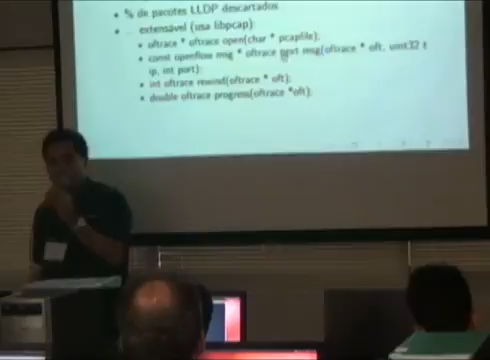 • % de pacotes LLDP descartados
• ... extensável (usa libpcap):
• oftrace * oftrace open(char * pcapfile);
• const openflow msg * oftrace next msg(oftrace * oft, uint32 t
ip, int port);
• int oftrace rewind(oftrace * oft);
• double oftrace progress(oftrace *oft);